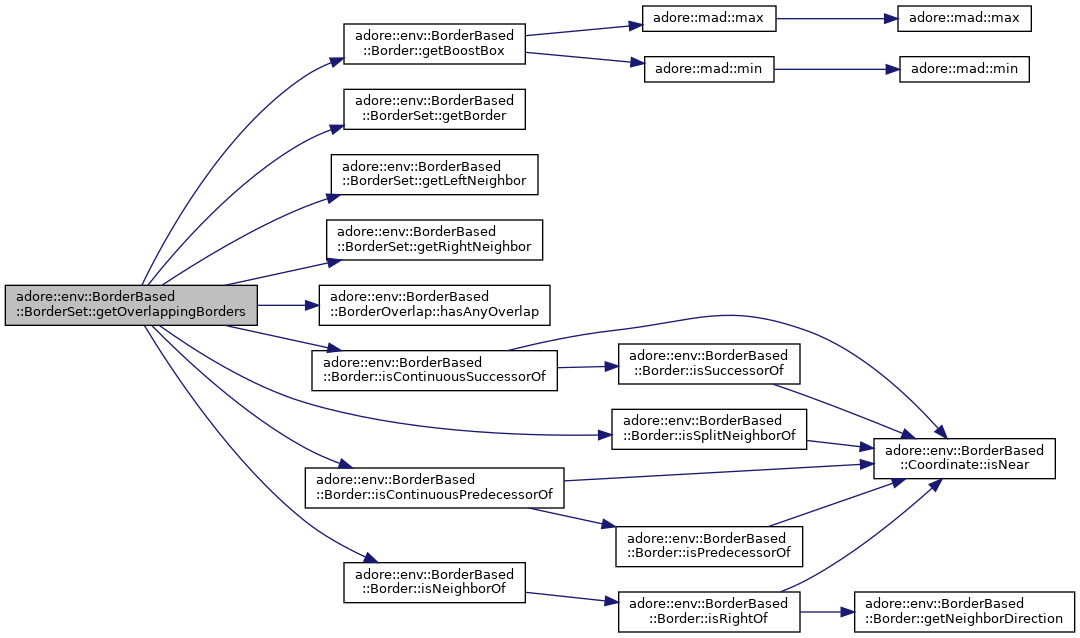 adore::env::BorderBased
::BorderSet::getOverlappingBorders
adore::env::BorderBased
::Border::getBoostBox
adore::env::BorderBased
::BorderSet::getBorder
adore::env::BorderBased
::BorderSet::getLeftNeighbor
adore::env::BorderBased
::BorderSet::getRightNeighbor
adore::env::BorderBased
::BorderOverlap::hasAnyOverlap
adore::env::BorderBased
::Border::isContinuousSuccessorOf
adore::env::BorderBased
::Border::isContinuousPredecessorOf
adore::env::BorderBased
::Border::isNeighborOf
adore::mad::max
adore::mad::min
adore::env::BorderBased
::Border::isSuccessorOf
adore::env::BorderBased
::Border::isSplitNeighborOf
adore::env::BorderBased
::Border::isPredecessorOf
adore::env::BorderBased
::Border::isRightOf
adore::mad::max
adore::mad::min
adore::env::BorderBased
::Coordinate::isNear
adore::env::BorderBased
::Border::getNeighborDirection